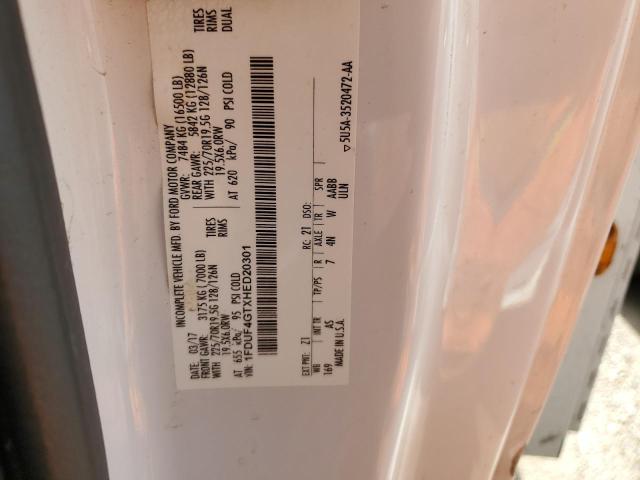 INCOMPLETE VEHICLE MFD. BY FORD MOTOR COMPANY
DATE: 03/17 GVWR: 7484 KG (16500 LB)
FRONT GAWR: 3175 KG (7000 LB) REAR GAWR: 5842 KG (12880 LB)
WITH 225/70R19.5G 128/126N TIRES WITH 225/70R19.5G 128/126N TIRES
19.5X6.0RW RIMS 19.5X6.0RW RIMS
AT 655 kPa/ 95 PSI COLD AT 620 kPa/ 90 PSI COLD DUAL
VIN: 1FDUF4GTXHED20301
EXT PNT: Z1 RC: 21 DSO:
WB INT TR TP/PS R AXLE TR SPR
169 AS 7 4N W AABB
ULN
MADE IN U.S.A.
▽5U5A-3520472-AA